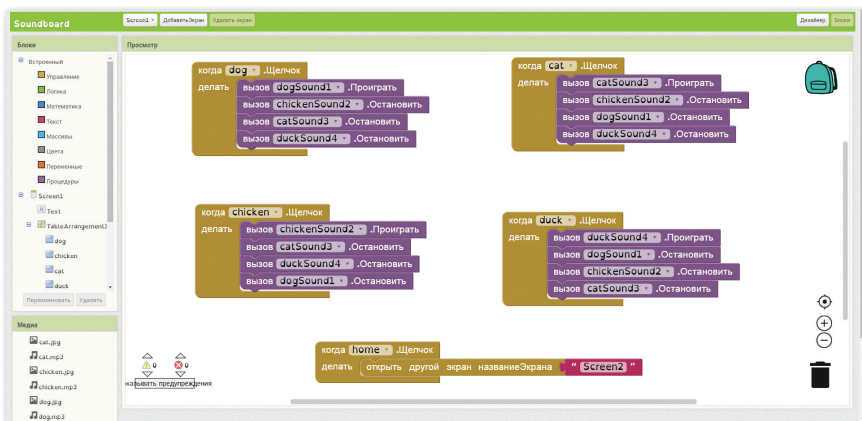 Soundboard
Screen1 ДобавитьЭкран Удалить экран
Дизайнер Блоки
Блоки
Встроенный
Управление
Логика
Математика
Текст
Массивы
Цвета
Переменные
Процедуры
Screen1
Text
TableArrangement1
dog
chicken
cat
duck
Переименовать Удалить
Медиа
cat.jpg
cat.mp3
chicken.jpg
chicken.mp3
dog.jpg
dog.mp3
Просмотр
когда dog .Щелчок
делать вызов dogSound1 .Проиграть
вызов chickenSound2 .Остановить
вызов catSound3 .Остановить
вызов duckSound4 .Остановить
когда cat .Щелчок
делать вызов catSound3 .Проиграть
вызов chickenSound2 .Остановить
вызов dogSound1 .Остановить
вызов duckSound4 .Остановить
когда chicken .Щелчок
делать вызов chickenSound2 .Проиграть
вызов catSound3 .Остановить
вызов duckSound4 .Остановить
вызов dogSound1 .Остановить
когда duck .Щелчок
делать вызов duckSound4 .Проиграть
вызов dogSound1 .Остановить
вызов chickenSound2 .Остановить
вызов catSound3 .Остановить
когда home .Щелчок
делать открыть другой экран названиеЭкрана " Screen2 "
0 0
казывать предупреждения